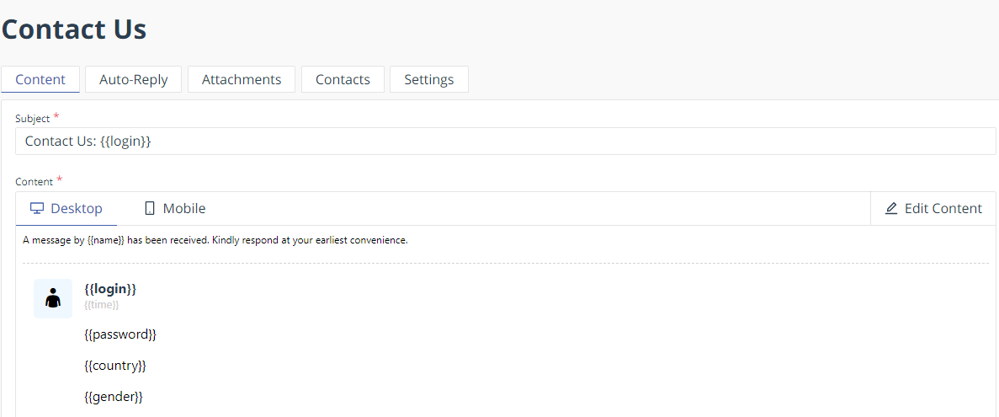 Contact Us
Content Auto-Reply Attachments Contacts Settings
Subject *
Contact Us: {{login}}
Content *
Desktop Mobile Edit Content
A message by {{name}} has been received. Kindly respond at your earliest convenience.
{{login}}
{{time}}
{{password}}
{{country}}
{{gender}}